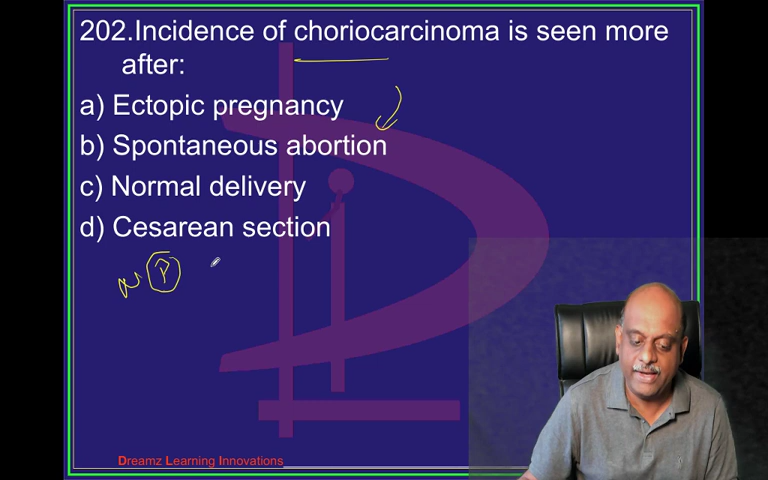 202.Incidence of choriocarcinoma is seen more
after:
a) Ectopic pregnancy
b) Spontaneous abortion
c) Normal delivery
d) Cesarean section
Dreamz Learning Innovations